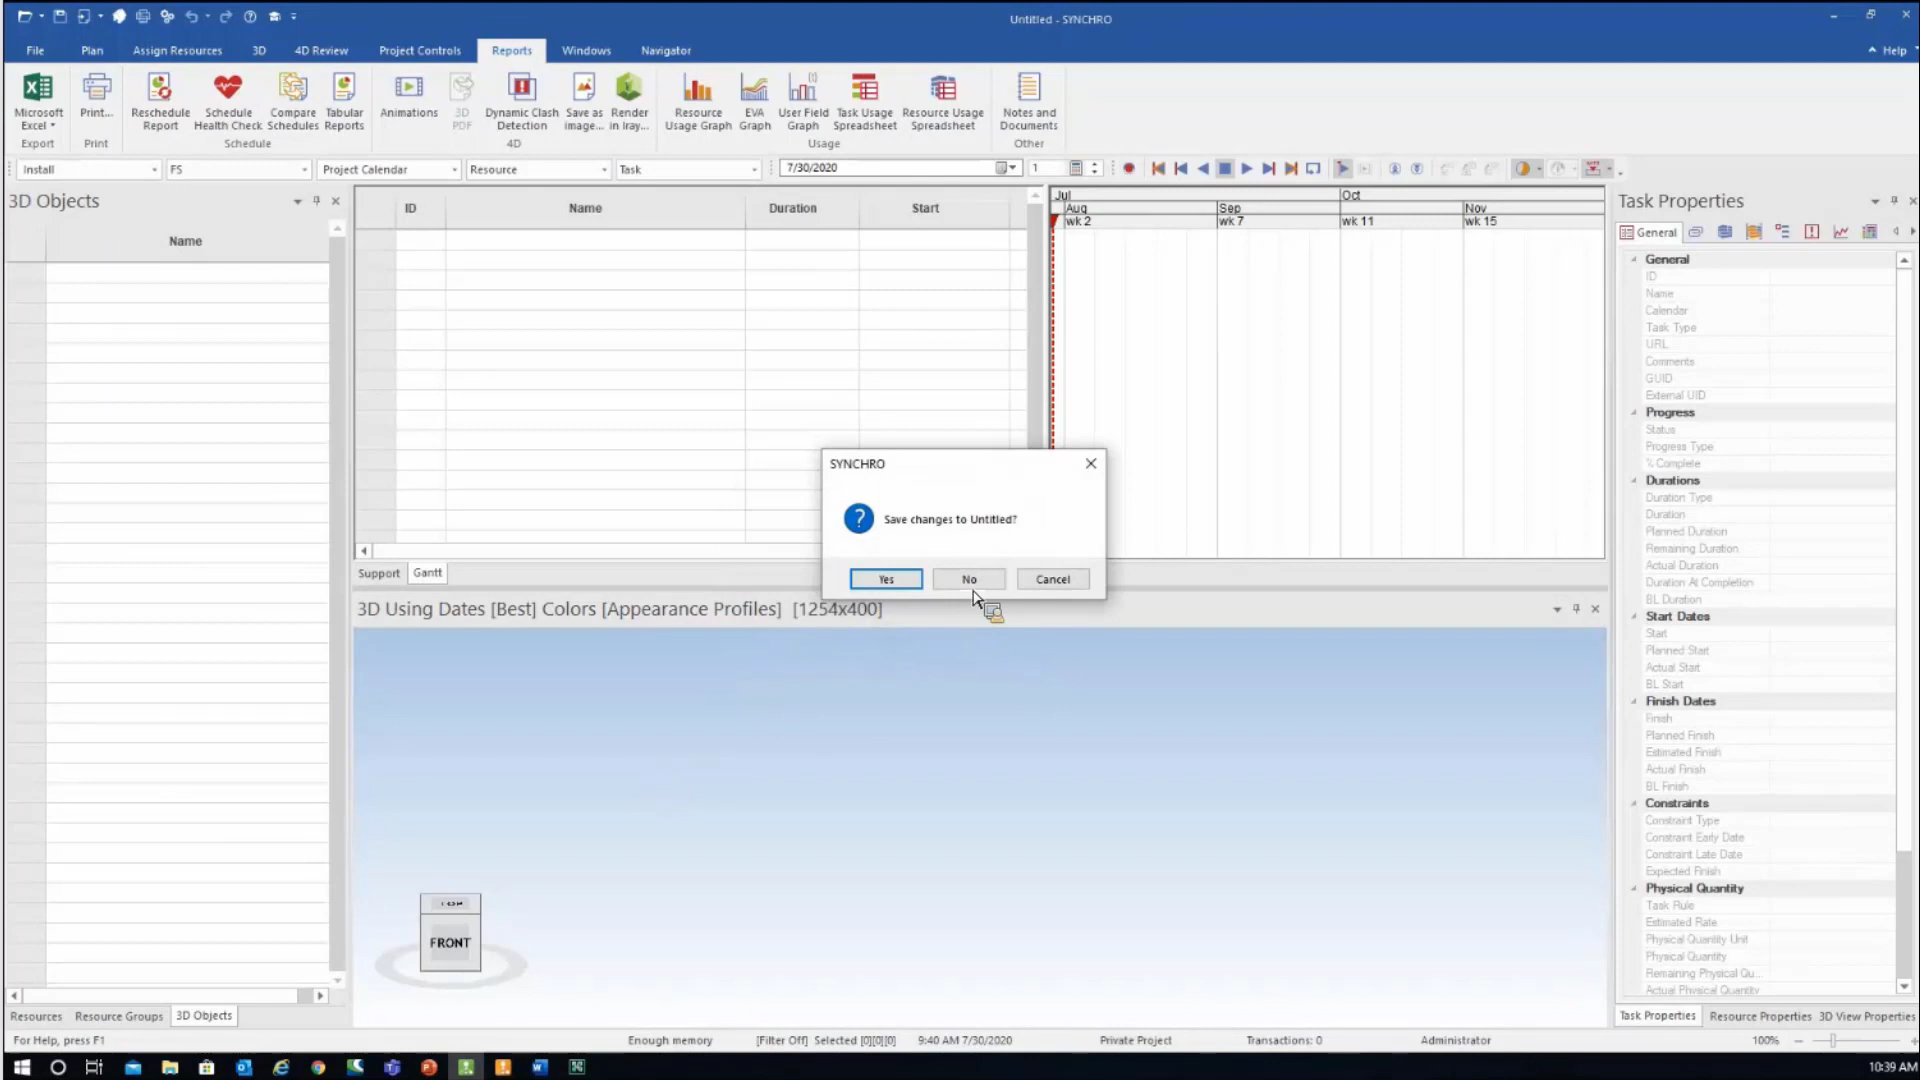 Untitled - SYNCHRO
File Plan Assign Resources 3D 4D Review Project Controls Reports Windows Navigator Help
Microsoft Excel Print... Reschedule Report Schedule Health Check Compare Schedules Tabular Reports Animations 3D PDF Dynamic Clash Detection Save as image... Render in Iray... Resource Usage Graph EVA Graph User Field Graph Task Usage Spreadsheet Resource Usage Spreadsheet Notes and Documents
Export Print Schedule 4D Usage Other
Install FS Project Calendar Resource Task 7/30/2020 1
3D Objects
Name
ID Name Duration Start
Jul Oct
Aug Sep Nov
wk 2 wk 7 wk 11 wk 15
Support Gantt
SYNCHRO
Save changes to Untitled?
Yes No Cancel
3D Using Dates [Best] Colors [Appearance Profiles] [1254x400]
TOP
FRONT
Task Properties
General
General
ID
Name
Calendar
Task Type
URL
Comments
GUID
External UID
Progress
Status
Progress Type
% Complete
Durations
Duration Type
Duration
Planned Duration
Remaining Duration
Actual Duration
Duration At Completion
BL Duration
Start Dates
Start
Planned Start
Actual Start
BL Start
Finish Dates
Finish
Planned Finish
Estimated Finish
Actual Finish
BL Finish
Constraints
Constraint Type
Constraint Early Date
Constraint Late Date
Expected Finish
Physical Quantity
Task Rule
Estimated Rate
Physical Quantity Unit
Physical Quantity
Remaining Physical Qu...
Actual Physical Quantity
Resources Resource Groups 3D Objects
Task Properties Resource Properties 3D View Properties
For Help, press F1 Enough memory [Filter Off] Selected [0][0][0] 9:40 AM 7/30/2020 Private Project Transactions: 0 Administrator 100%
10:39 AM